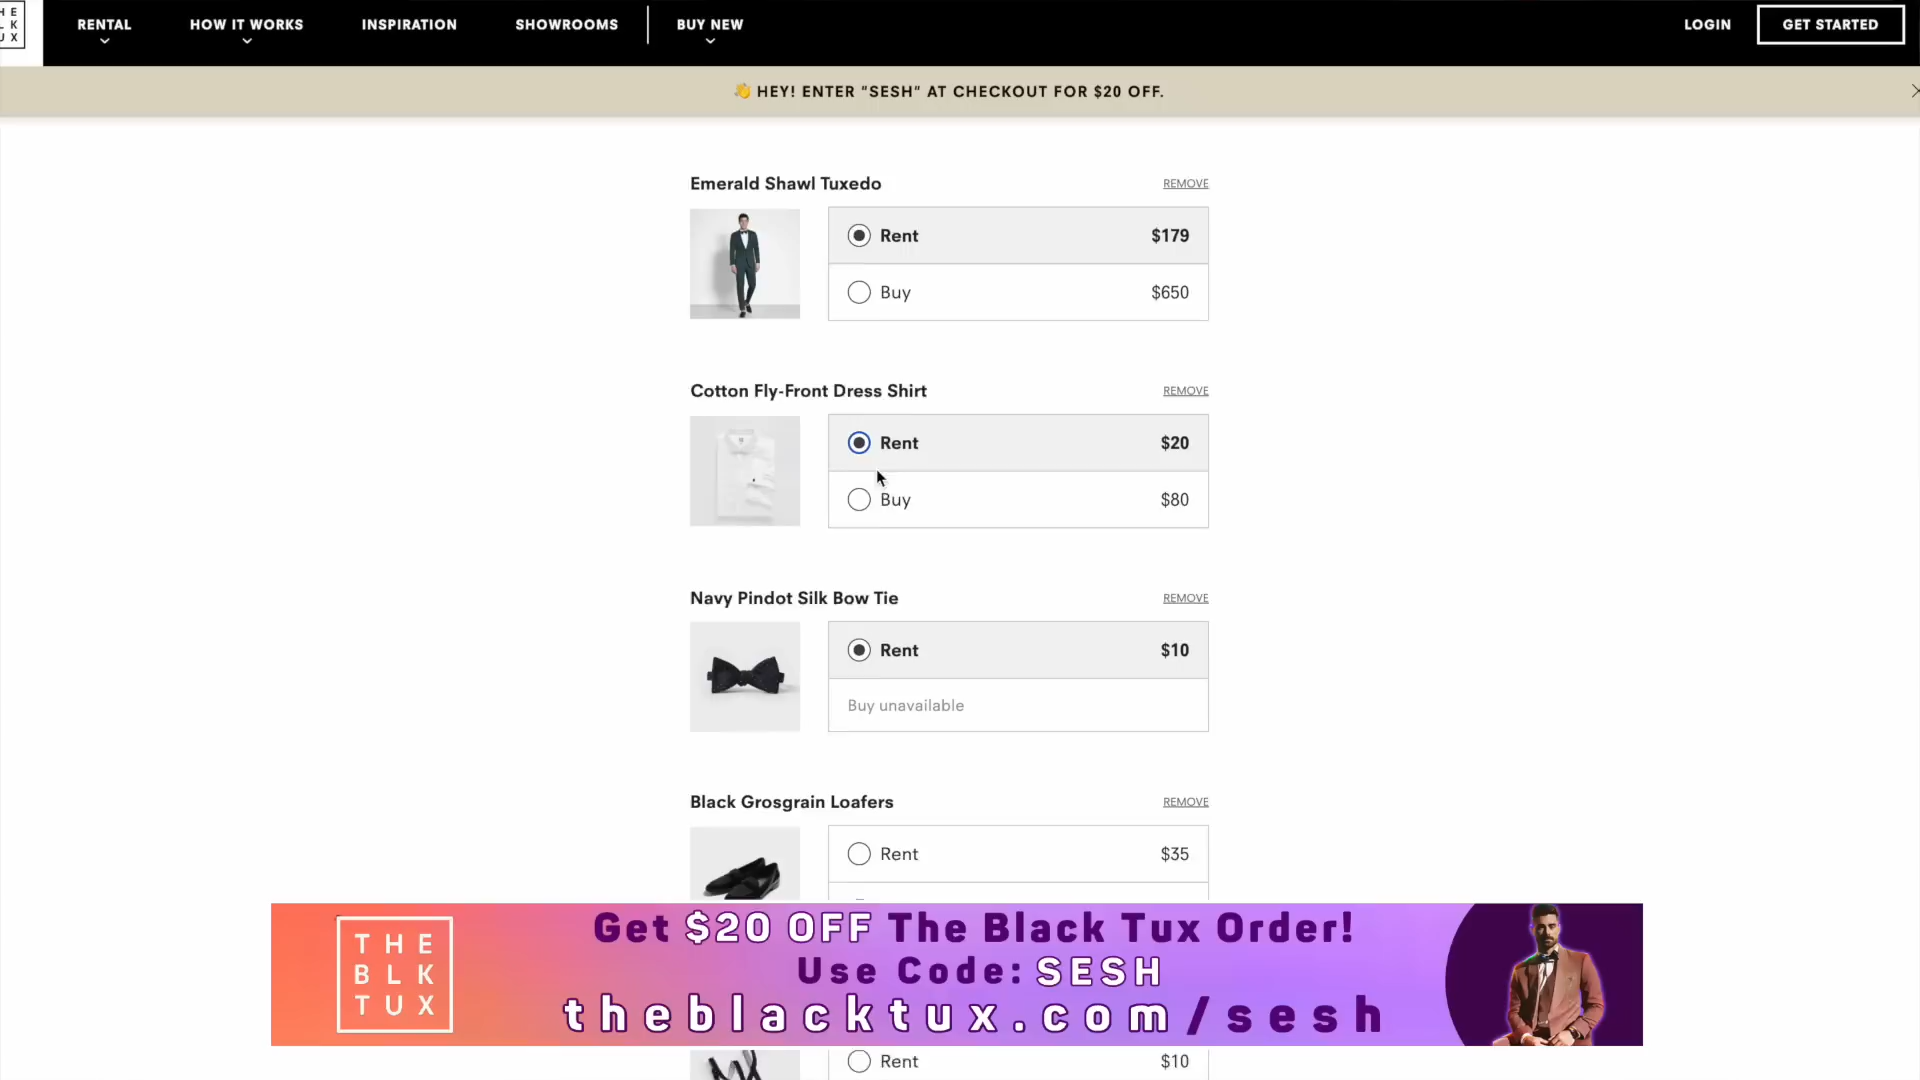 HE
LK
UX
RENTAL
HOW IT WORKS
INSPIRATION
SHOWROOMS
BUY NEW
LOGIN
GET STARTED
👋 HEY! ENTER "SESH" AT CHECKOUT FOR $20 OFF.
Emerald Shawl Tuxedo
REMOVE
Rent $179
Buy $650
Cotton Fly-Front Dress Shirt
REMOVE
Rent $20
Buy $80
Navy Pindot Silk Bow Tie
REMOVE
Rent $10
Buy unavailable
Black Grosgrain Loafers
REMOVE
Rent $35
THE
BLK
TUX
Get $20 OFF The Black Tux Order!
Use Code: SESH
theblacktux.com/sesh
Rent $10